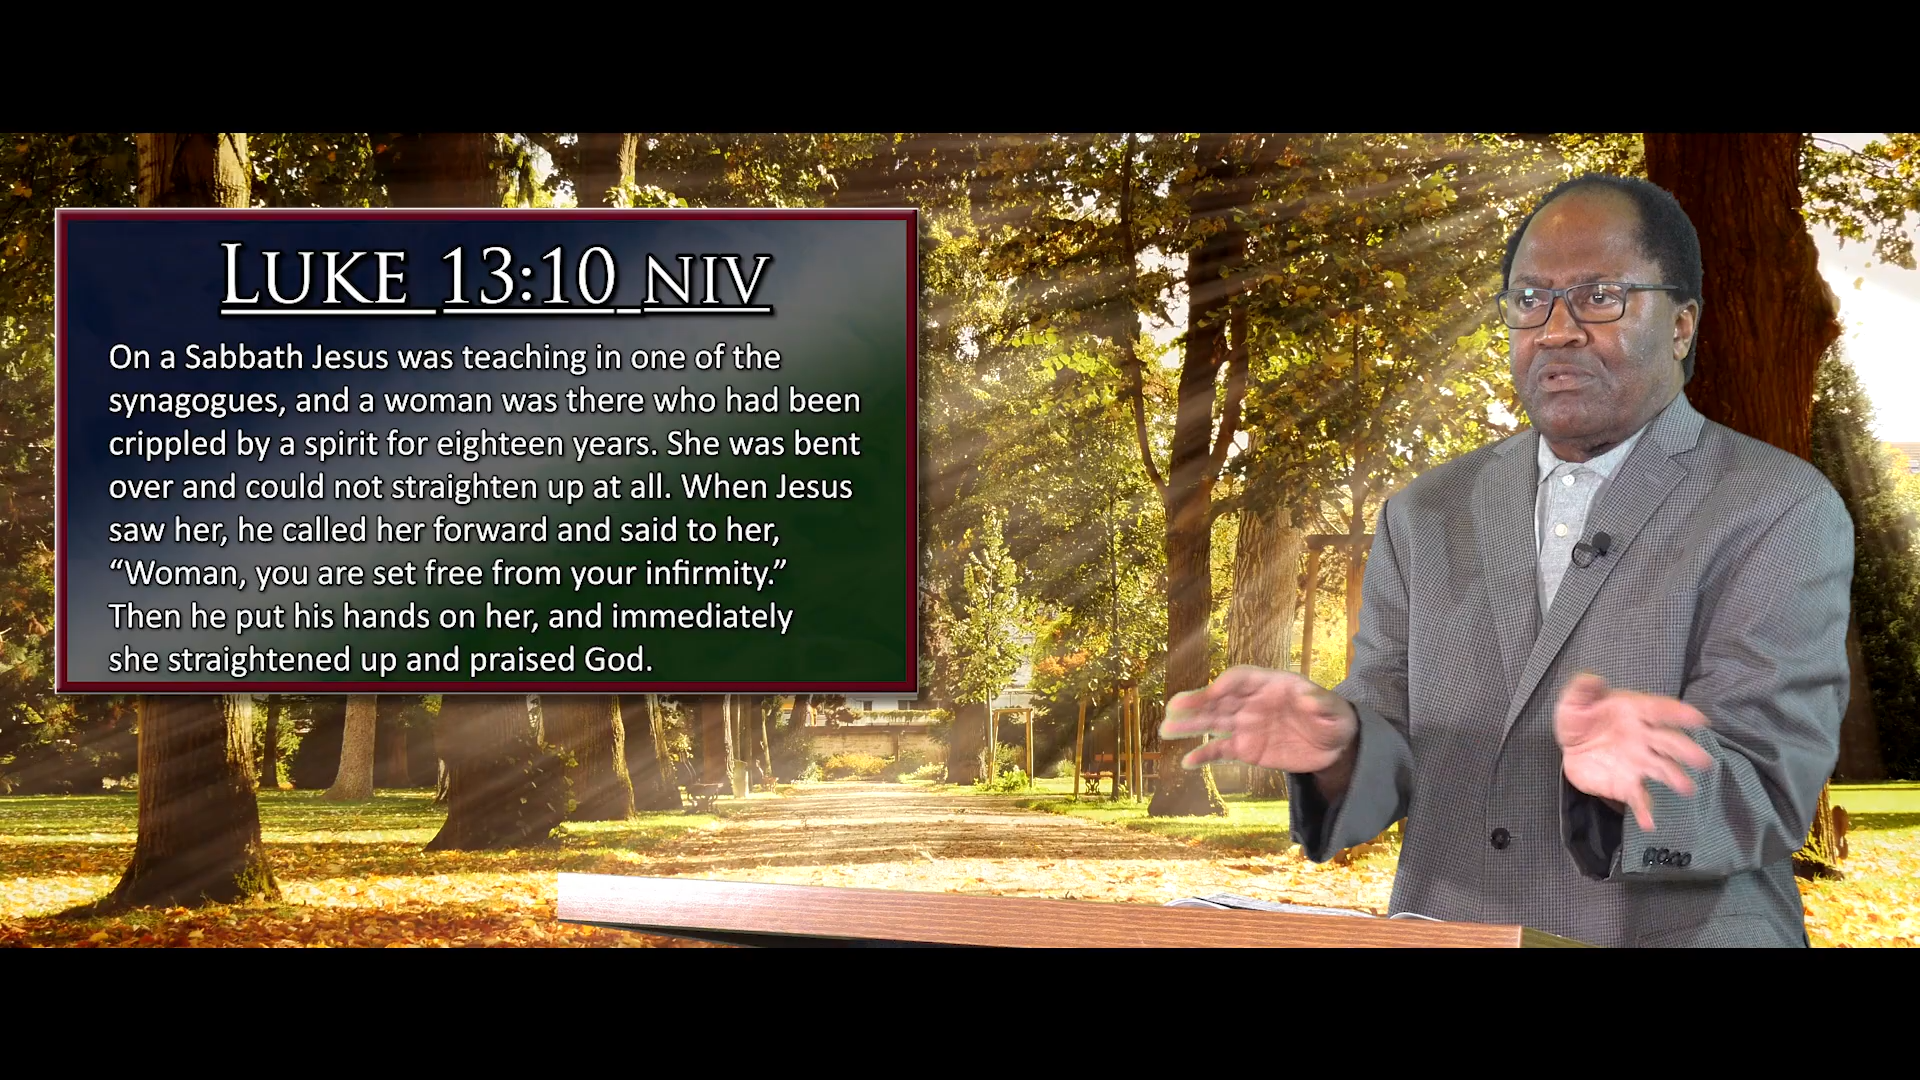 LUKE 13:10 NIV
On a Sabbath Jesus was teaching in one of the
synagogues, and a woman was there who had been
crippled by a spirit for eighteen years. She was bent
over and could not straighten up at all. When Jesus
saw her, he called her forward and said to her,
“Woman, you are set free from your infirmity.”
Then he put his hands on her, and immediately
she straightened up and praised God.